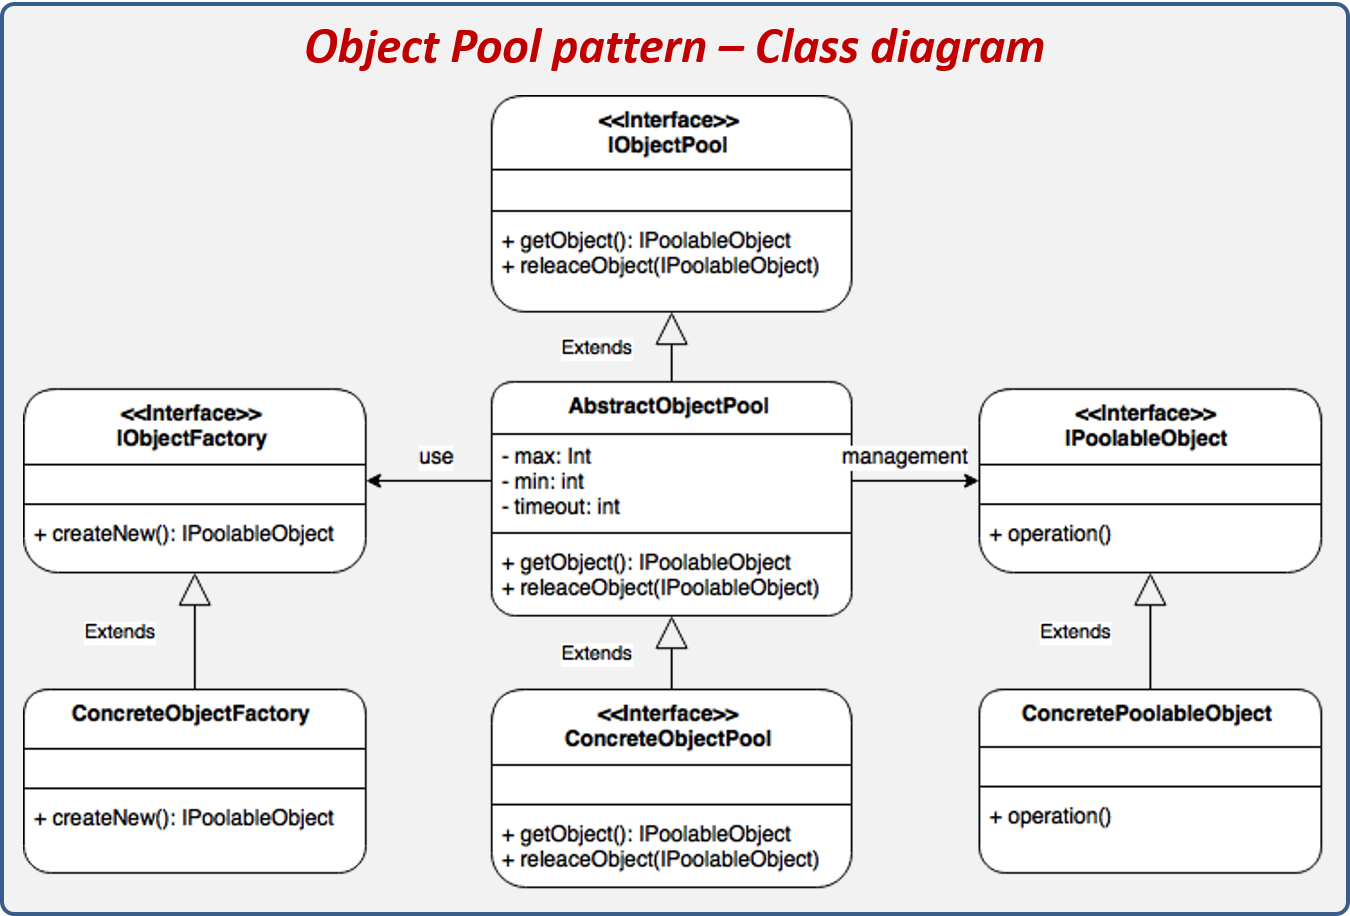 Object Pool pattern – Class diagram
<<Interface>>
IObjectPool
+ getObject(): IPoolableObject
+ releaceObject(IPoolableObject)
Extends
<<Interface>>
IObjectFactory
+ createNew(): IPoolableObject
use
AbstractObjectPool
- max: Int
- min: int
- timeout: int
+ getObject(): IPoolableObject
+ releaceObject(IPoolableObject)
management
<<Interface>>
IPoolableObject
+ operation()
Extends
Extends
Extends
ConcreteObjectFactory
+ createNew(): IPoolableObject
<<Interface>>
ConcreteObjectPool
+ getObject(): IPoolableObject
+ releaceObject(IPoolableObject)
ConcretePoolableObject
+ operation()